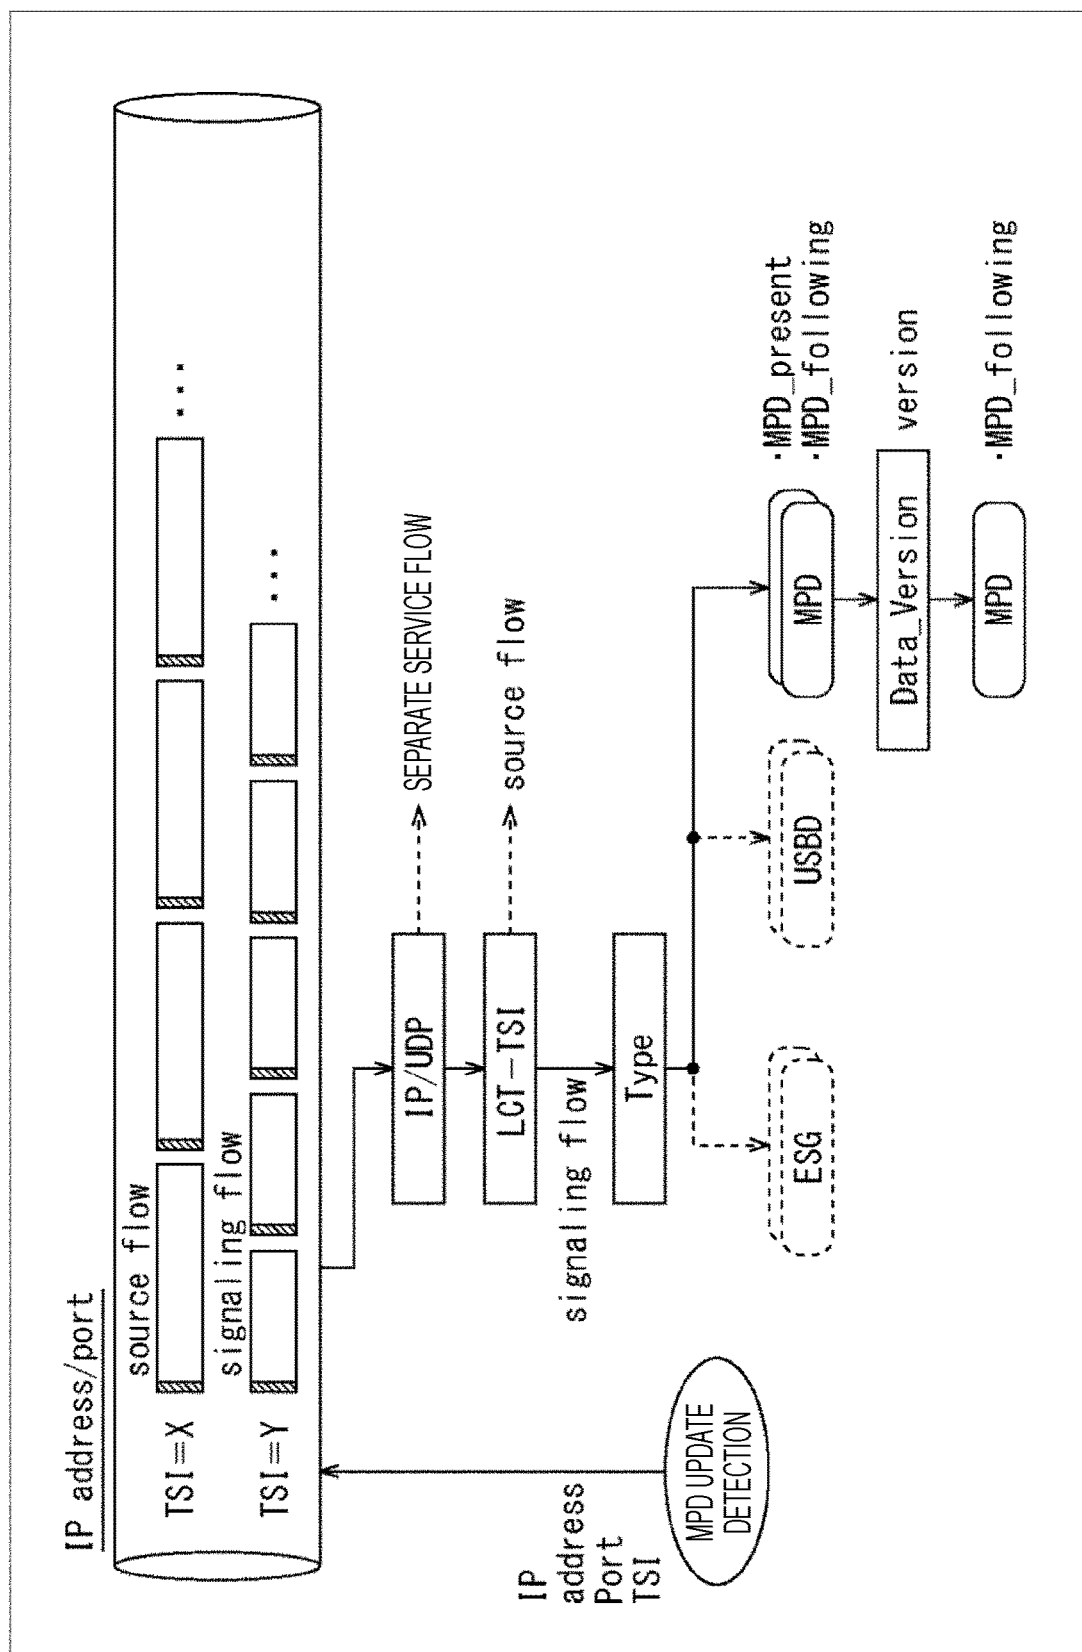 IP address/port
source flow
TSI=X
...
signaling flow
TSI=Y
...
IP
address
Port
TSI
MPD UPDATE
DETECTION
IP/UDP
SEPARATE SERVICE FLOW
LCT-TSI
source flow
signaling flow
Type
ESG
USBD
MPD
·MPD_present
·MPD_following
Data_Version
version
MPD
·MPD_following